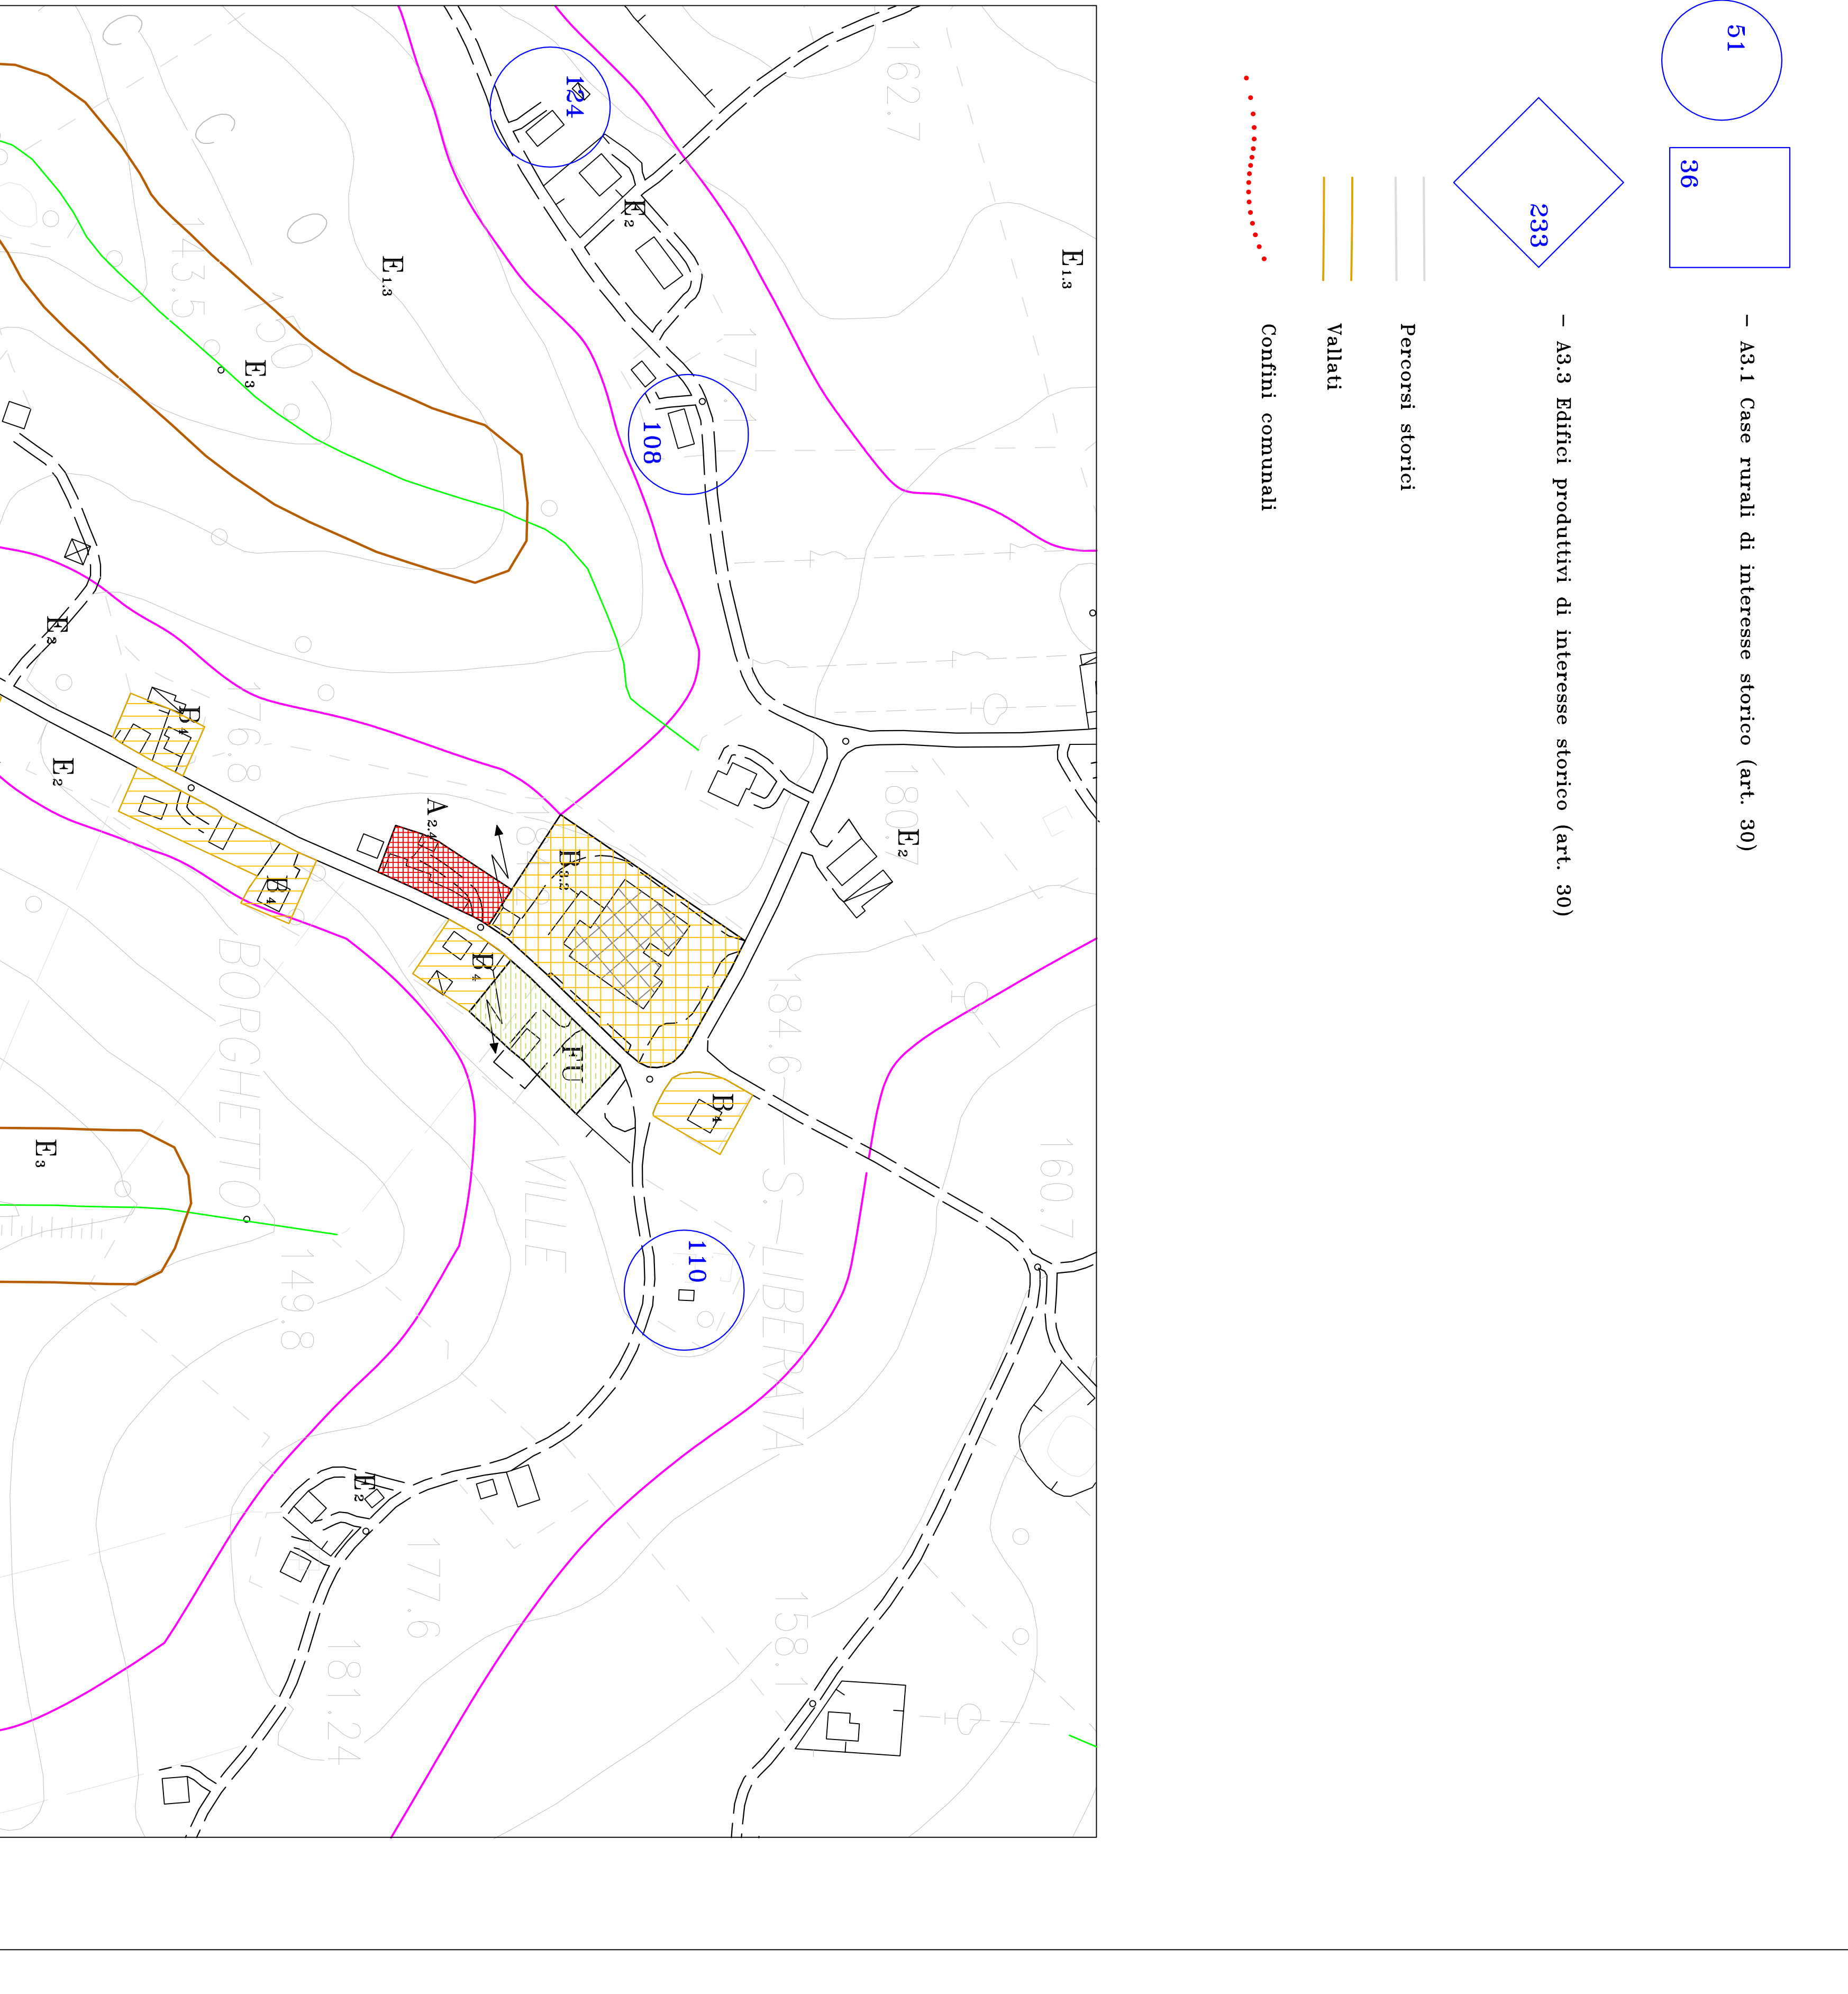 51
36
– A3.1 Case rurali di interesse storico (art. 30)
233
– A3.3 Edifici produttivi di interesse storico (art. 30)
Percorsi storici
Vallati
Confini comunali
E1.3
162.7
E2
180.7
160.7
184.6
S. LIBERATA
158.1
177.1
124
E2
108
B3.2
B4
110
FU
VILLE
B4
A2.4
177.6
E1.3
E2
181.24
149.8
B4
E3
150
178.8
BORGHETTO
B4
143.5
E2
E2
E3